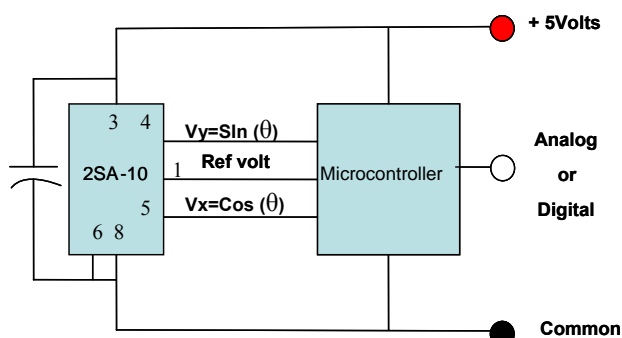 + 5Volts
3 4
Vy=SIn (θ)
Ref volt
1
2SA-10
Microcontroller
Analog
or
Digital
5
Vx=Cos (θ)
6 8
Common